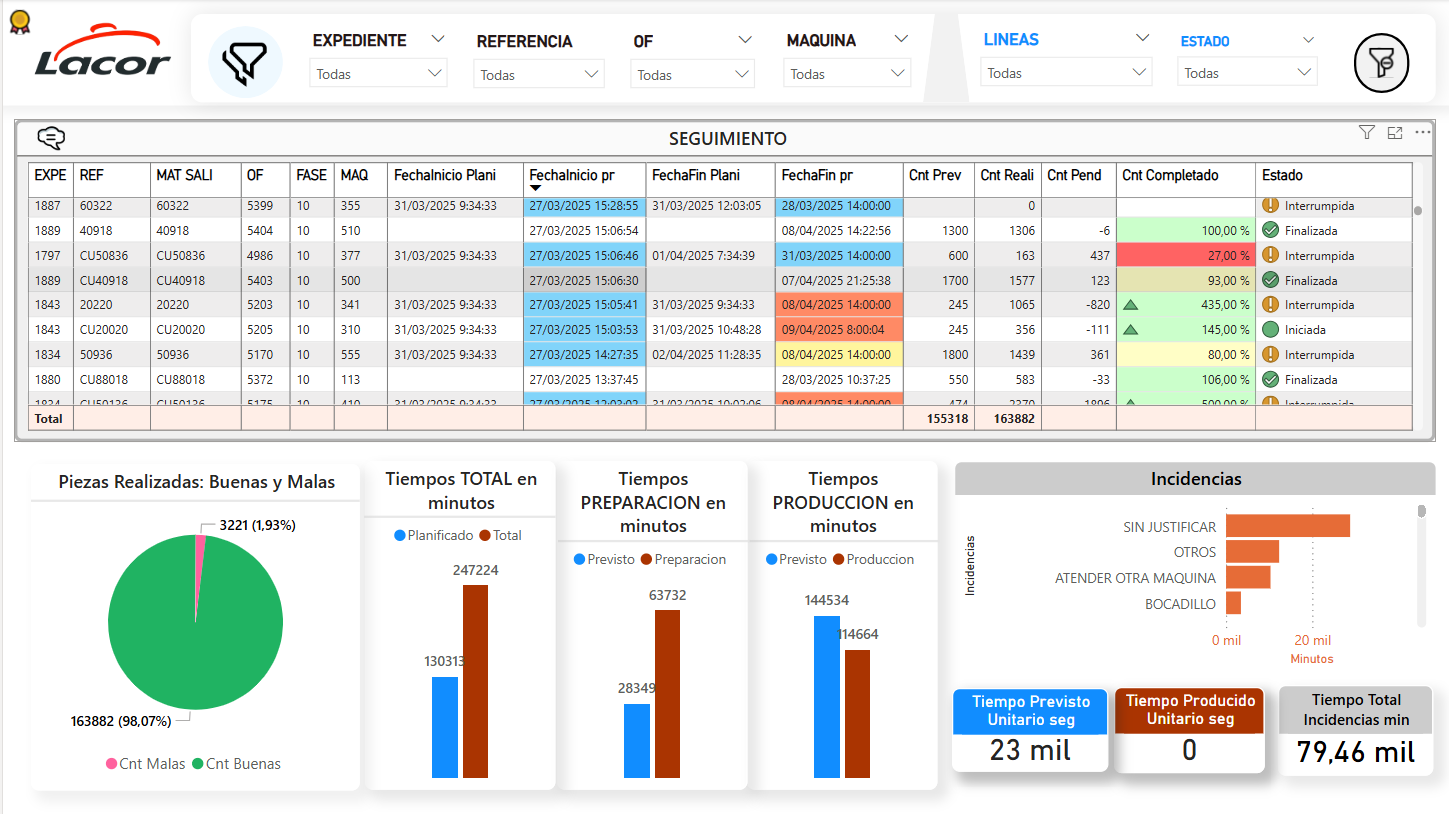 Lacor
EXPEDIENTE
Todas
REFERENCIA
Todas
OF
Todas
MAQUINA
Todas
LINEAS
Todas
ESTADO
Todas
SEGUIMIENTO
EXPE REF MAT SALI OF FASE MAQ FechaInicio Plani FechaInicio pr FechaFin Plani FechaFin pr Cnt Prev Cnt Reali Cnt Pend Cnt Completado Estado
1887 60322 60322 5399 10 355 31/03/2025 9:34:33 27/03/2025 15:28:55 31/03/2025 12:03:05 28/03/2025 14:00:00 0 Interrumpida
1889 40918 40918 5404 10 510 27/03/2025 15:06:54 08/04/2025 14:22:56 1300 1306 -6 100,00 % Finalizada
1797 CU50836 CU50836 4986 10 377 31/03/2025 9:34:33 27/03/2025 15:06:46 01/04/2025 7:34:39 31/03/2025 14:00:00 600 163 437 27,00 % Interrumpida
1889 CU40918 CU40918 5403 10 500 27/03/2025 15:06:30 07/04/2025 21:25:38 1700 1577 123 93,00 % Finalizada
1843 20220 20220 5203 10 341 31/03/2025 9:34:33 27/03/2025 15:05:41 31/03/2025 9:34:33 08/04/2025 14:00:00 245 1065 -820 435,00 % Interrumpida
1843 CU20020 CU20020 5205 10 310 31/03/2025 9:34:33 27/03/2025 15:03:53 31/03/2025 10:48:28 09/04/2025 8:00:04 245 356 -111 145,00 % Iniciada
1834 50936 50936 5170 10 555 31/03/2025 9:34:33 27/03/2025 14:27:35 02/04/2025 11:28:35 08/04/2025 14:00:00 1800 1439 361 80,00 % Interrumpida
1880 CU88018 CU88018 5372 10 113 27/03/2025 13:37:45 28/03/2025 10:37:25 550 583 -33 106,00 % Finalizada
Total 155318 163882
Piezas Realizadas: Buenas y Malas
3221 (1,93%)
163882 (98,07%)
Cnt Malas Cnt Buenas
Tiempos TOTAL en
minutos
Planificado Total
247224
130313
Tiempos
PREPARACION en
minutos
Previsto Preparacion
63732
28349
Tiempos
PRODUCCION en
minutos
Previsto Produccion
144534
114664
Incidencias
Incidencias
SIN JUSTIFICAR
OTROS
ATENDER OTRA MAQUINA
BOCADILLO
0 mil 20 mil
Minutos
Tiempo Previsto
Unitario seg
23 mil
Tiempo Producido
Unitario seg
0
Tiempo Total
Incidencias min
79,46 mil